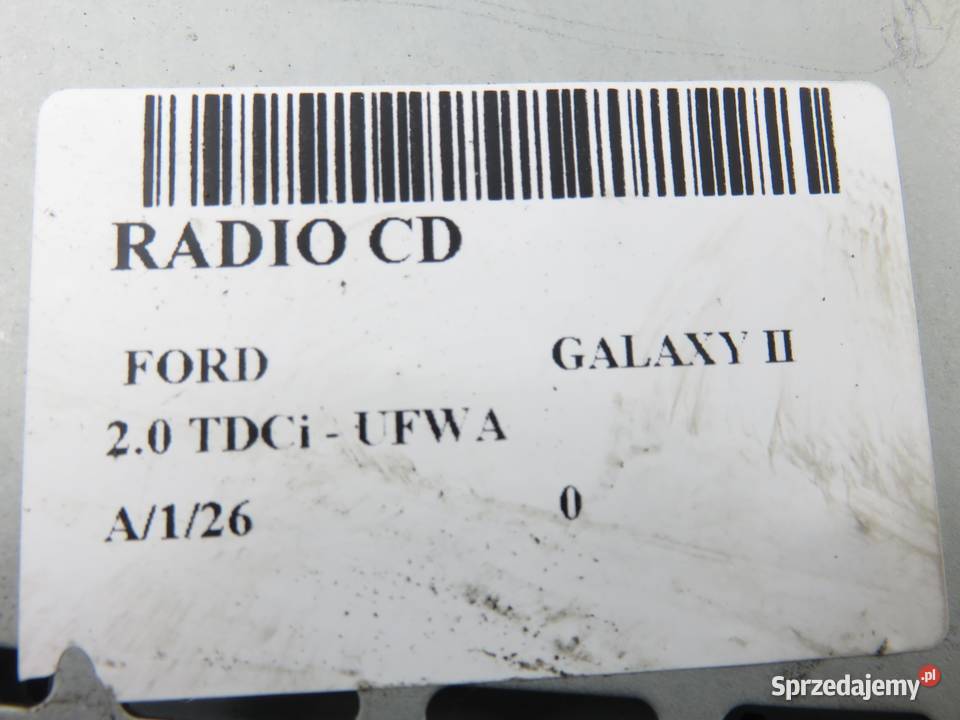 RADIO CD
FORD GALAXY II
2.0 TDCi - UFWA
A/1/26 0
Sprzedajemy.pl